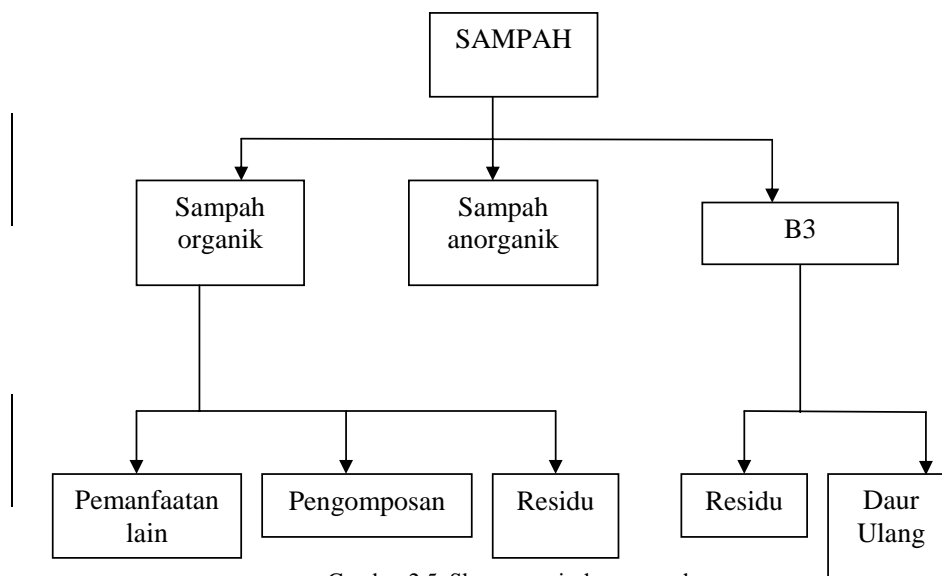 SAMPAH
Sampah
organik
Sampah
anorganik
B3
Pemanfaatan
lain
Pengomposan
Residu
Residu
Daur
Ulang